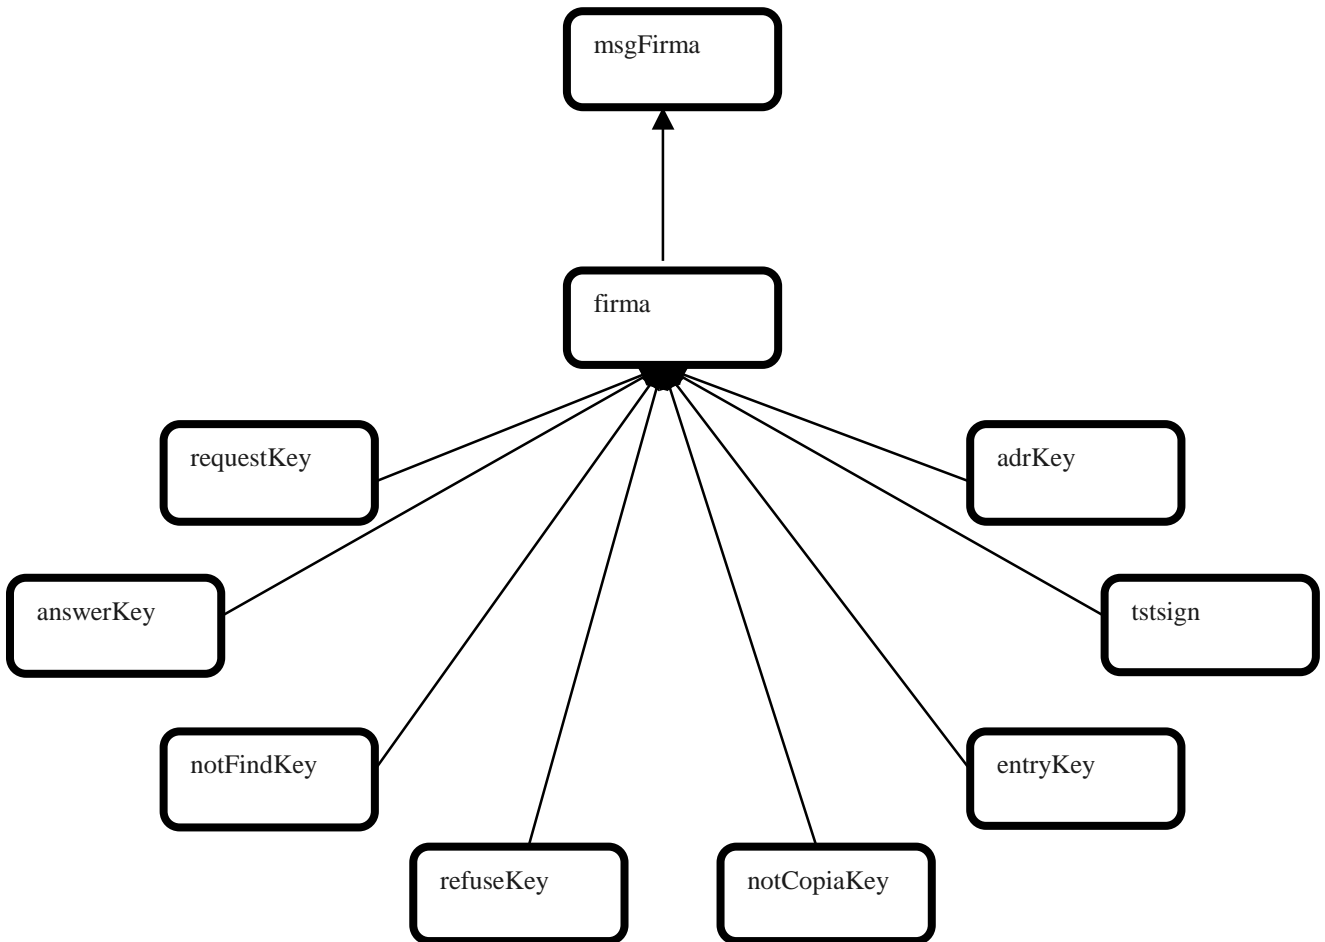 msgFirma
firma
requestKey
adrKey
answerKey
tstsign
notFindKey
entryKey
refuseKey
notCopiaKey